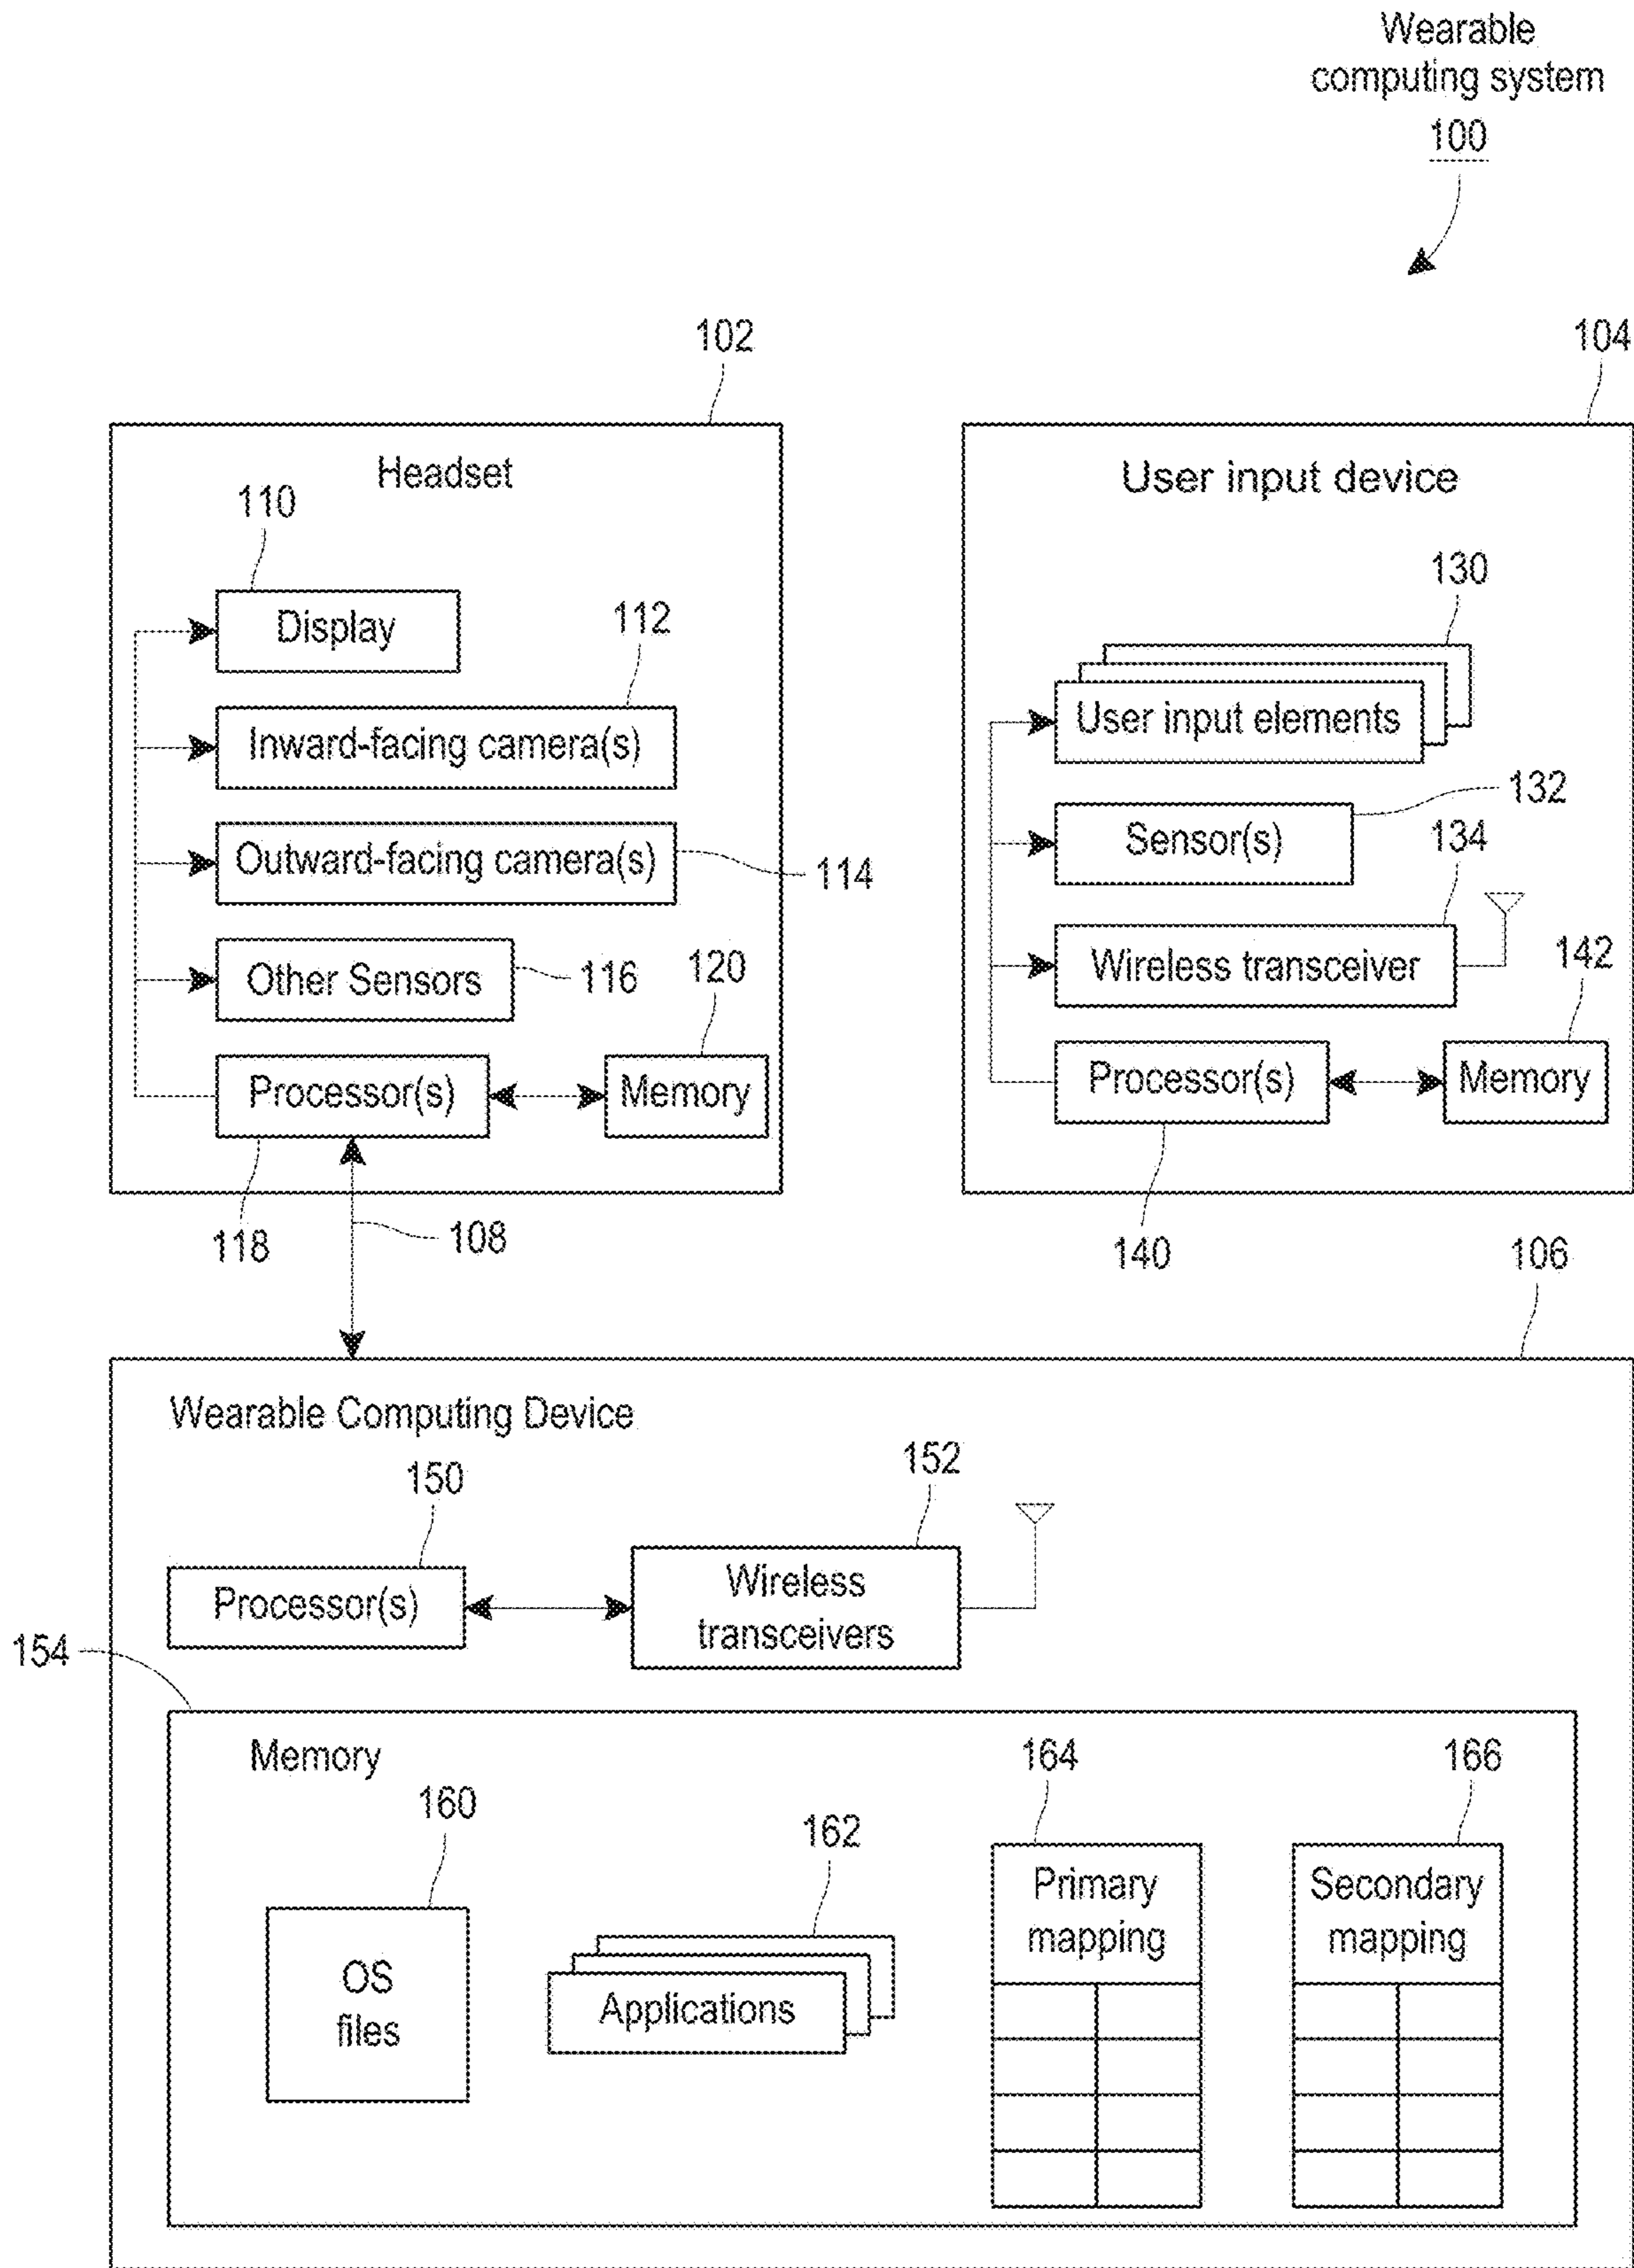 Wearable
computing system
100
102
104
Headset
110
Display
112
Inward-facing camera(s)
Outward-facing camera(s)
114
Other Sensors
116
120
Processor(s)
Memory
118
108
User input device
130
User input elements
132
Sensor(s)
134
Wireless transceiver
142
Processor(s)
Memory
140
106
Wearable Computing Device
150
152
Processor(s)
Wireless
transceivers
154
Memory
160
OS
files
162
Applications
164
Primary
mapping
166
Secondary
mapping